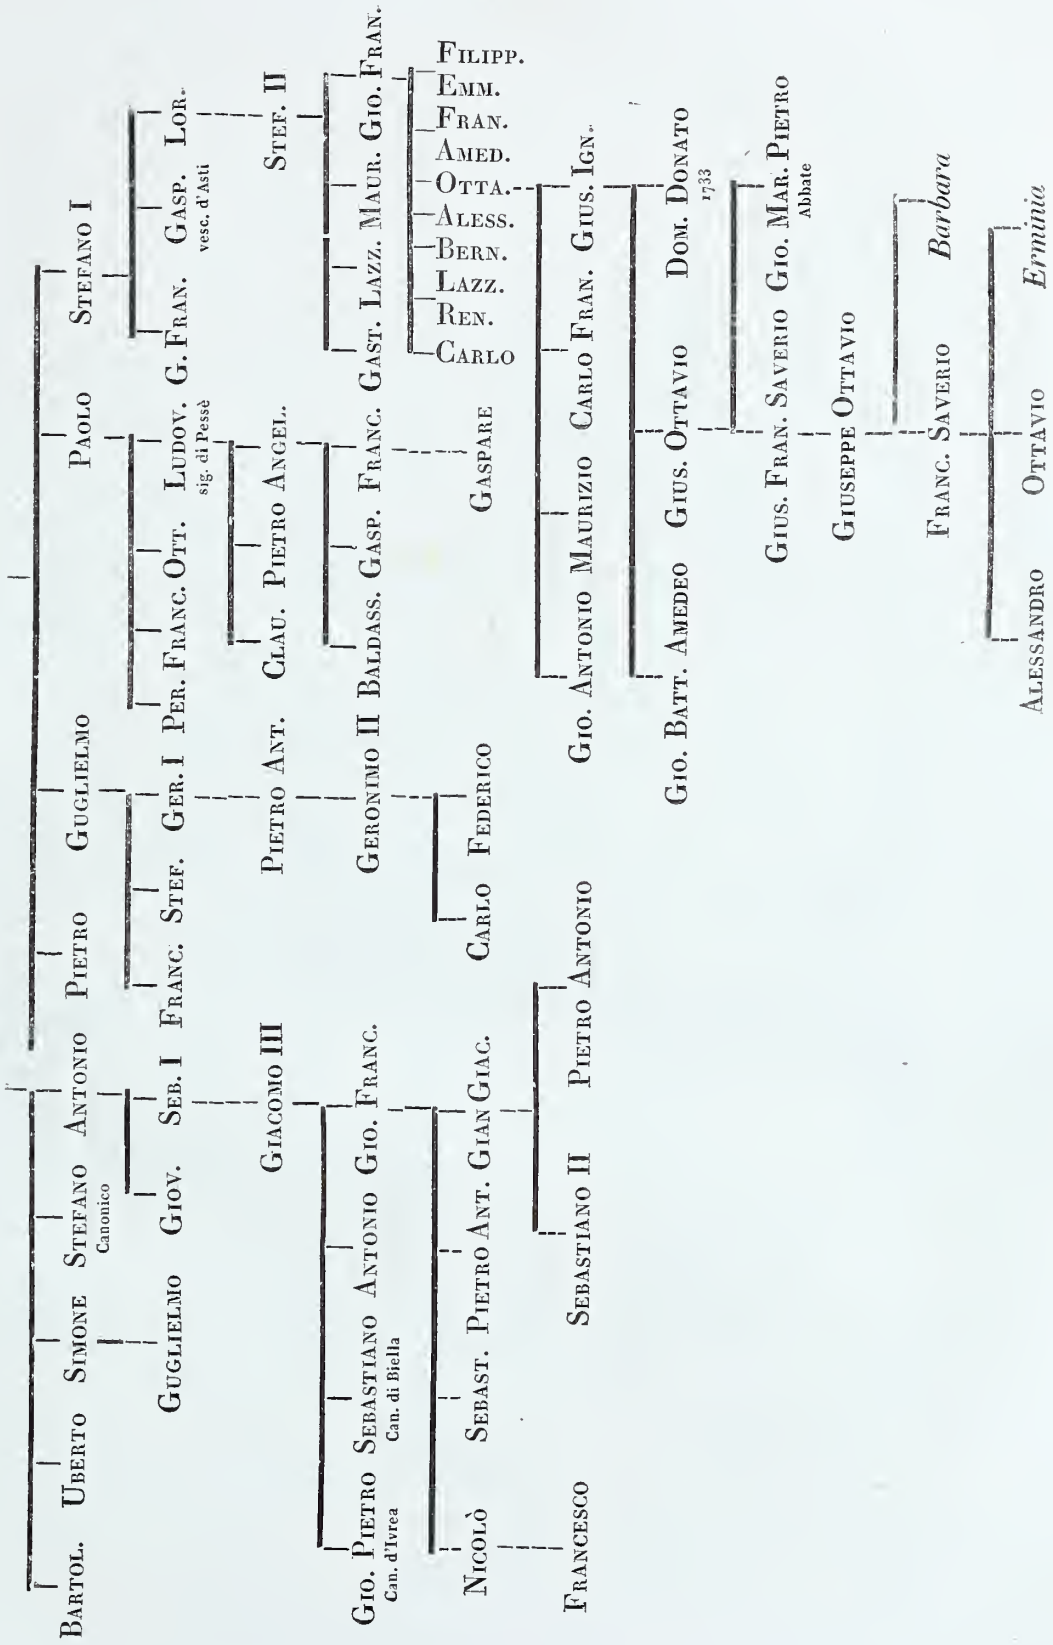 BARTOL. UBERTO SIMONE STEFANO ANTONIO PIETRO GUGLIELMO PAOLO STEFANO I
Canonico
GUGLIELMO GIOV. SEB. I FRANC. STEF. GER. I PER. FRANC. OTT. LUDOV. G. FRAN. GASP. LOR.
sig. di Pessè vesc. d'Asti
GIACOMO III PIETRO ANT. CLAU. PIETRO ANGEL. STEF. II
GIO. PIETRO SEBASTIANO ANTONIO GIO. FRANC. GERONIMO II BALDASS. GASP. FRANC. GAST. LAZZ. MAUR. GIO. FRAN.
Can. d'Ivrea Can. di Biella
NICOLÒ SEBAST. PIETRO ANT. GIAN GIAC. CARLO FEDERICO GASPARE
CARLO
REN.
LAZZ.
BERN.
ALESS.
OTTA.
AMED.
FRAN.
EMM.
FILIPP.
FRANCESCO SEBASTIANO II PIETRO ANTONIO GIO. ANTONIO MAURIZIO CARLO FRAN. GIUS. IGN.
GIO. BATT. AMEDEO GIUS. OTTAVIO DOM. DONATO
1733
GIUS. FRAN. SAVERIO GIO. MAR. PIETRO
Abbate
GIUSEPPE OTTAVIO
FRANC. SAVERIO Barbara
ALESSANDRO OTTAVIO Erminia